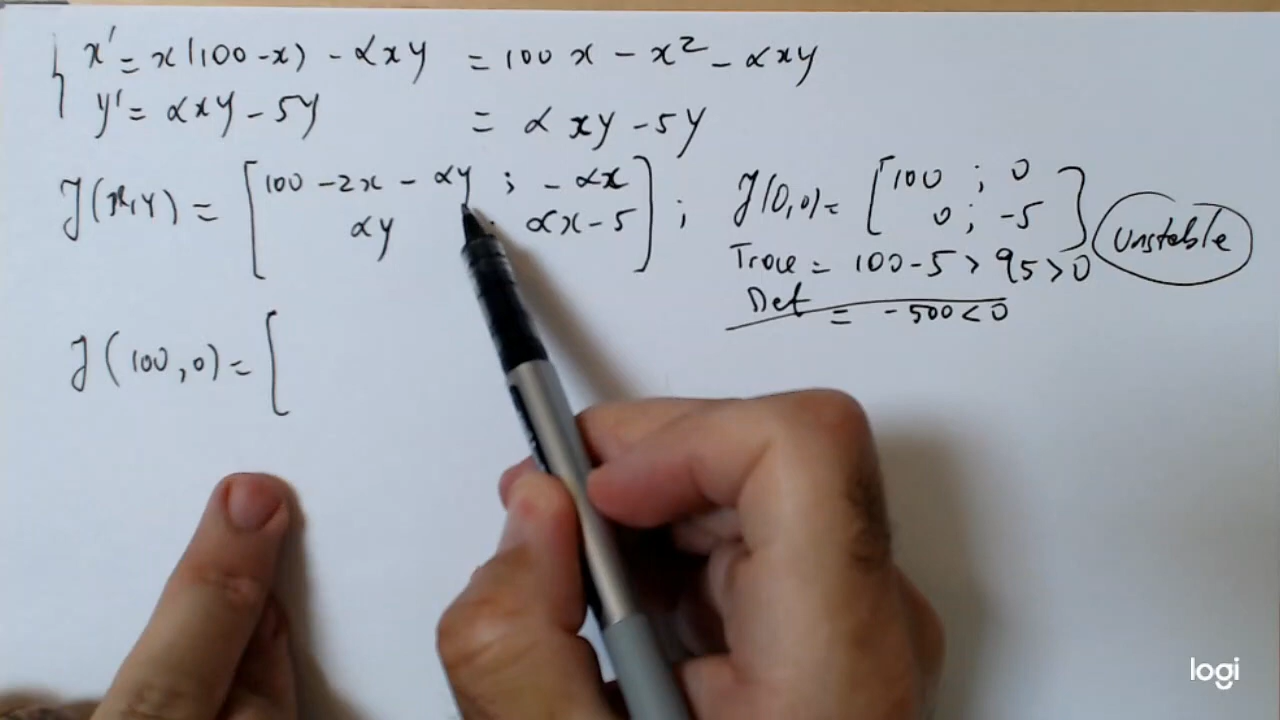 x' = x(100-x) - αxy = 100x - x² - αxy
y' = αxy - 5y = αxy - 5y
J(x,y) = [100 - 2x - αy ; - αx
αy αx - 5] ;
J(0,0) = [100 ; 0
0 ; -5]
Trace = 100 - 5 > 95 > 0
Det = - 500 < 0
Unstable
J(100,0) = [
logi